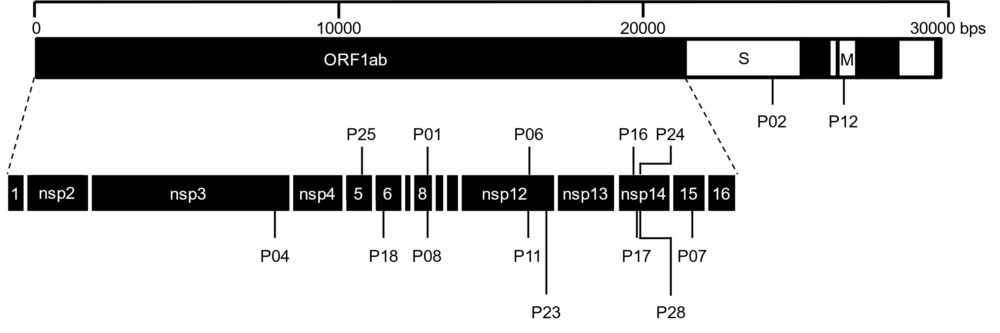 0 10000 20000 30000 bps
ORF1ab S M
P02 P12
P25 P01 P06 P16 P24
1 nsp2 nsp3 nsp4 5 6 8 nsp12 nsp13 nsp14 15 16
P04 P18 P08 P11 P17 P07
P23 P28